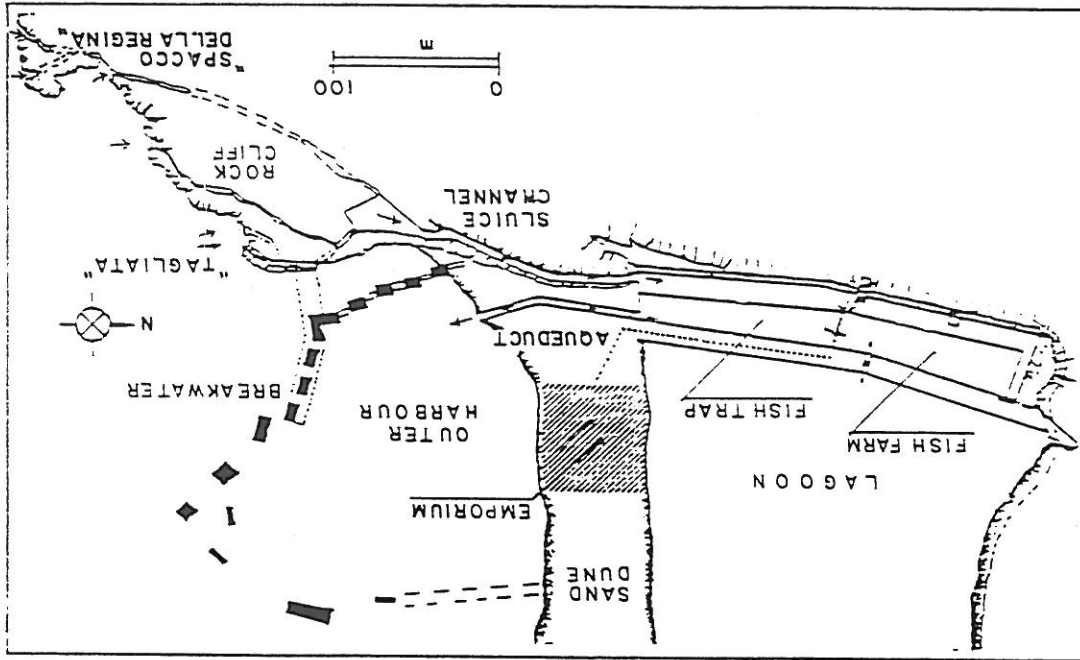 SAND
DUNE
EMPORIUM
LAGOON
FISH FARM
FISH TRAP
OUTER
HARBOUR
BREAKWATER
AQUEDUCT
N
"TAGLIATA"
SLUICE
CHANNEL
ROCK
CLIFF
0 100
m
"SPACCO
DELLA REGINA"